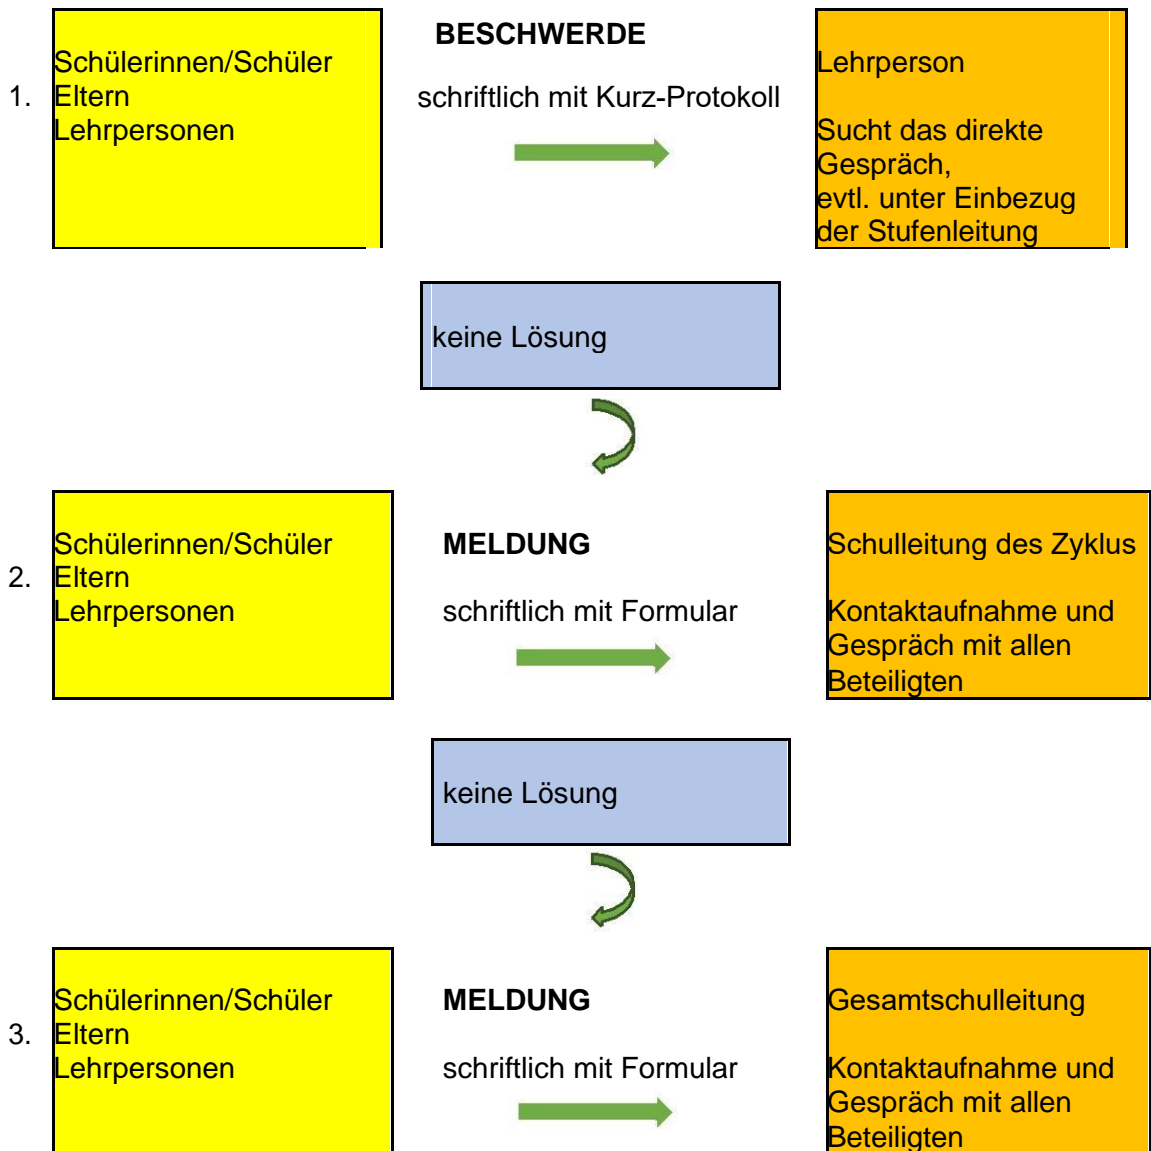 1.
Schülerinnen/Schüler
Eltern
Lehrpersonen
BESCHWERDE
schriftlich mit Kurz-Protokoll
Lehrperson
Sucht das direkte
Gespräch,
evtl. unter Einbezug
der Stufenleitung
keine Lösung
2.
Schülerinnen/Schüler
Eltern
Lehrpersonen
MELDUNG
schriftlich mit Formular
Schulleitung des Zyklus
Kontaktaufnahme und
Gespräch mit allen
Beteiligten
keine Lösung
3.
Schülerinnen/Schüler
Eltern
Lehrpersonen
MELDUNG
schriftlich mit Formular
Gesamtschulleitung
Kontaktaufnahme und
Gespräch mit allen
Beteiligten